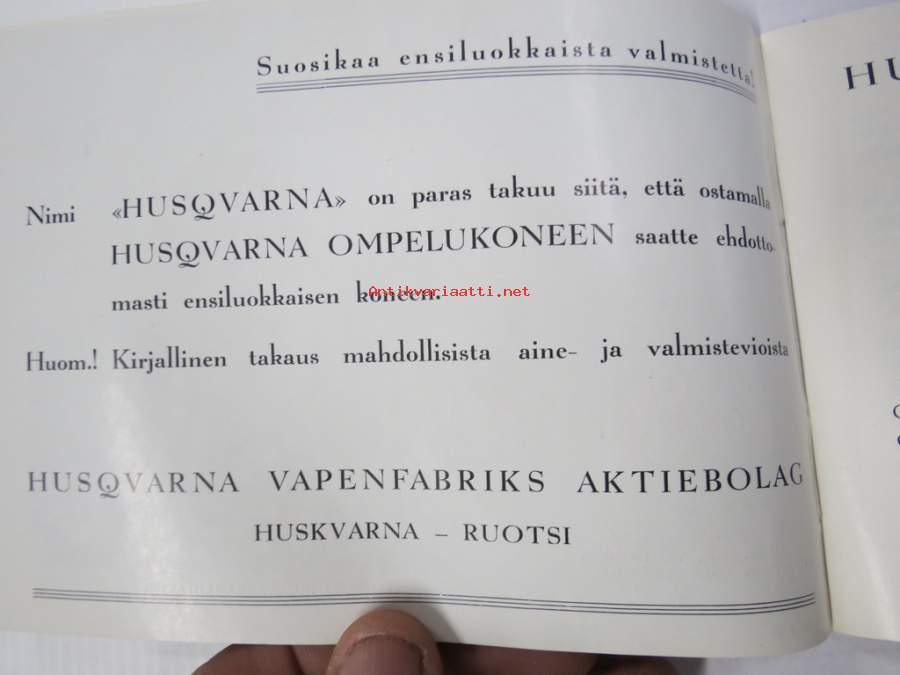 Suosikaa ensiluokkaista valmistetta!
Nimi «HUSQVARNA» on paras takuu siitä, että ostamalla
HUSQVARNA OMPELUKONEEN saatte ehdotto-
masti ensiluokkaisen koneen.
Antikvariaatti.net
Huom.! Kirjallinen takaus mahdollisista aine- ja valmistevioista
HUSQVARNA VAPENFABRIKS AKTIEBOLAG
HUSKVARNA – RUOTSI